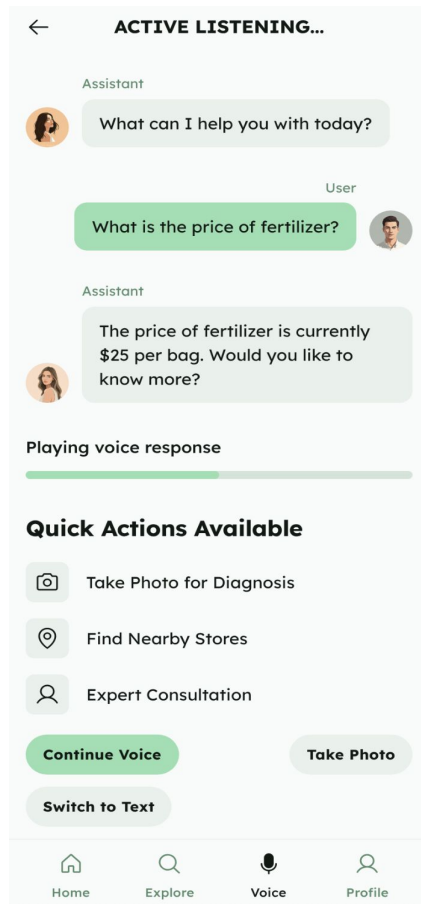 ACTIVE LISTENING...
Assistant
What can I help you with today?
User
What is the price of fertilizer?
Assistant
The price of fertilizer is currently
$25 per bag. Would you like to
know more?
Playing voice response
Quick Actions Available
Take Photo for Diagnosis
Find Nearby Stores
Expert Consultation
Continue Voice
Take Photo
Switch to Text
Home
Explore
Voice
Profile